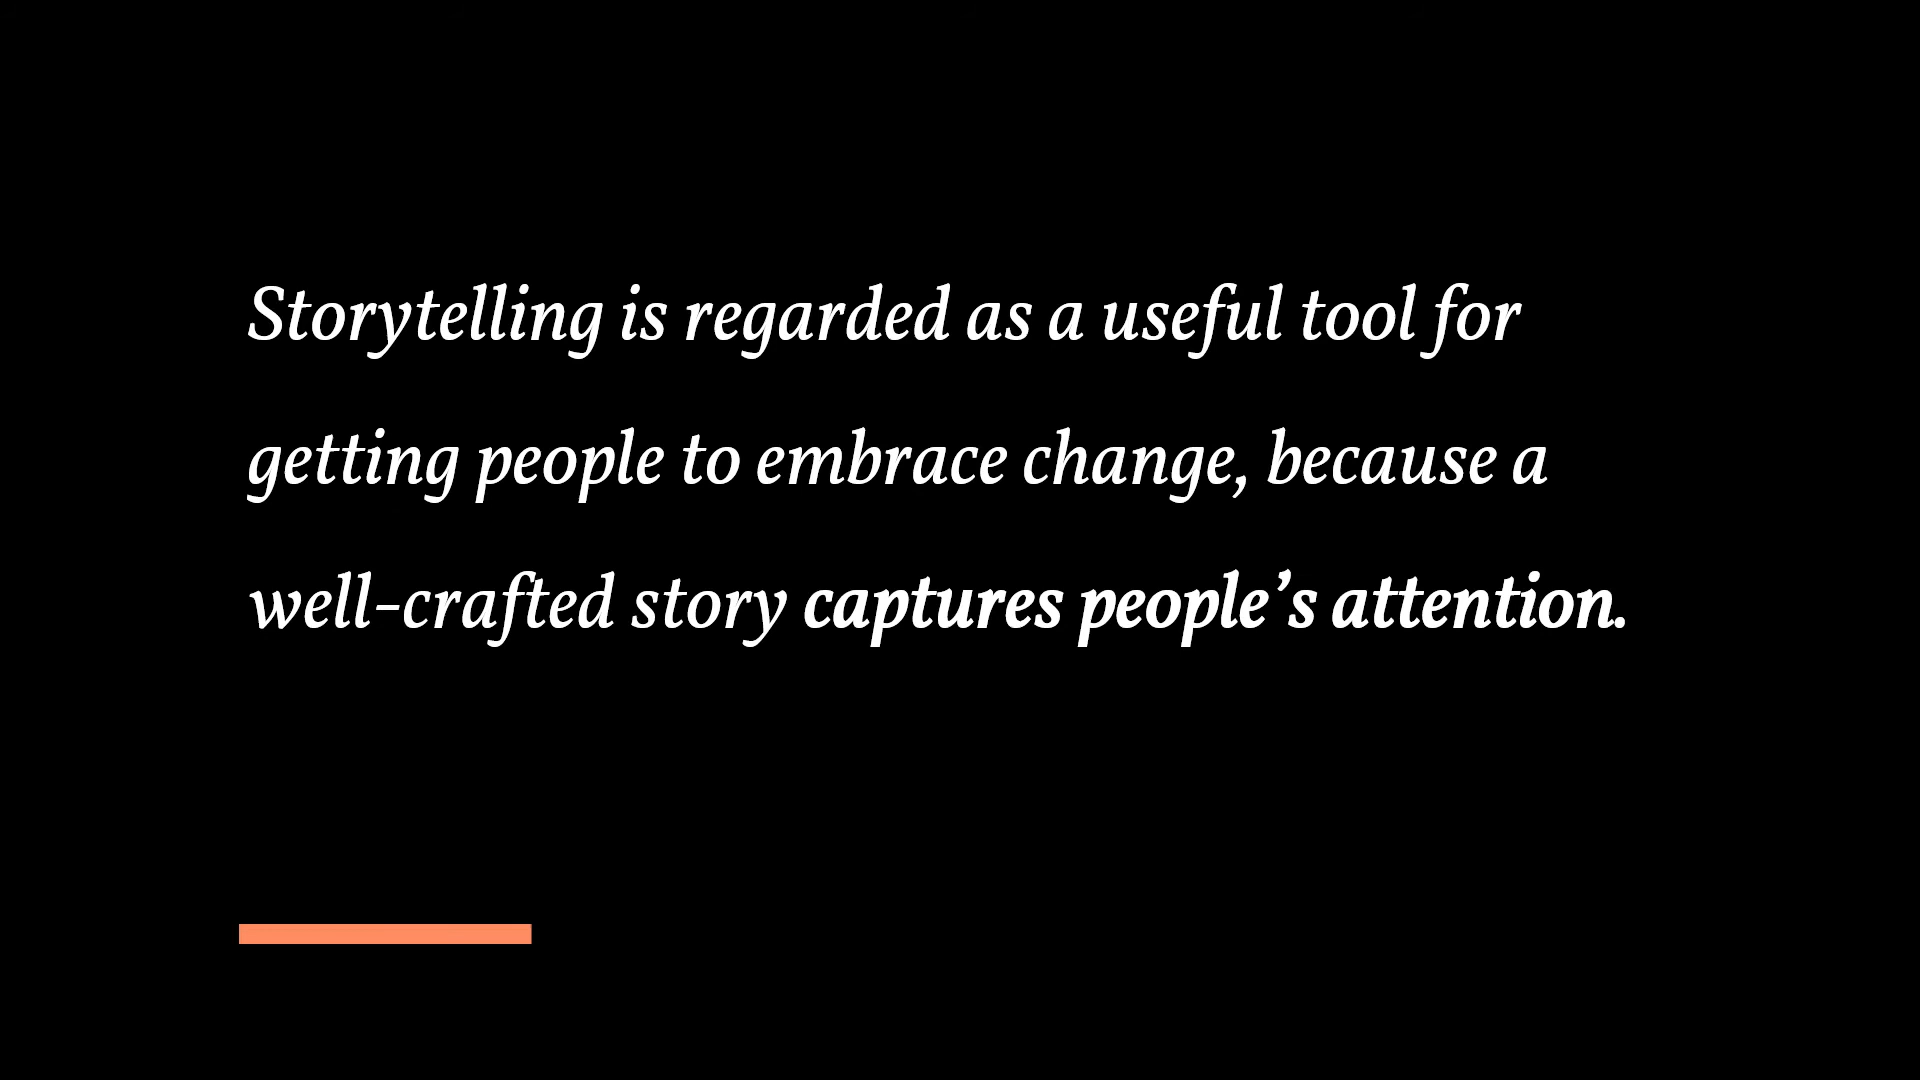 Storytelling is regarded as a useful tool for
getting people to embrace change, because a
well-crafted story captures people’s attention.